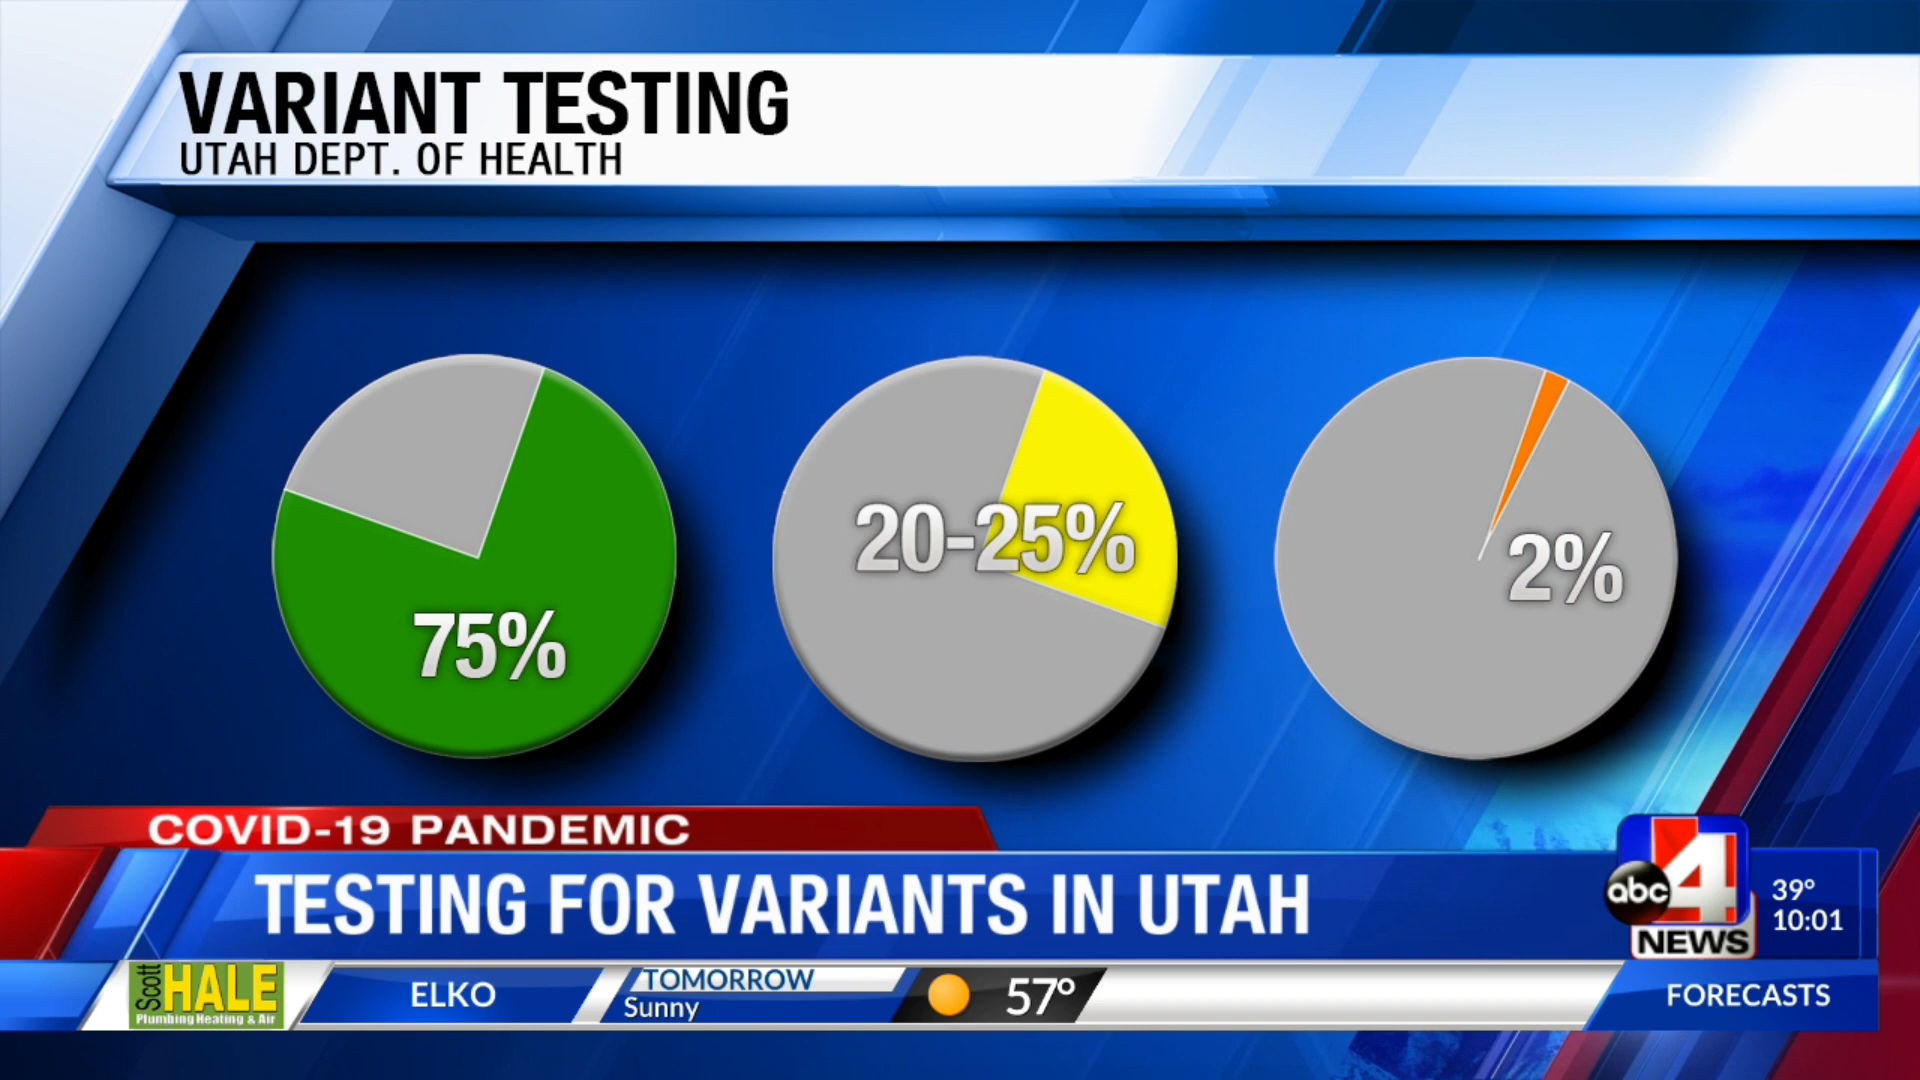 VARIANT TESTING
UTAH DEPT. OF HEALTH
75%
20-25%
2%
COVID-19 PANDEMIC
TESTING FOR VARIANTS IN UTAH
abc 4
NEWS
39°
10:01
Scott HALE
Plumbing Heating & Air
ELKO
TOMORROW
Sunny
57°
FORECASTS